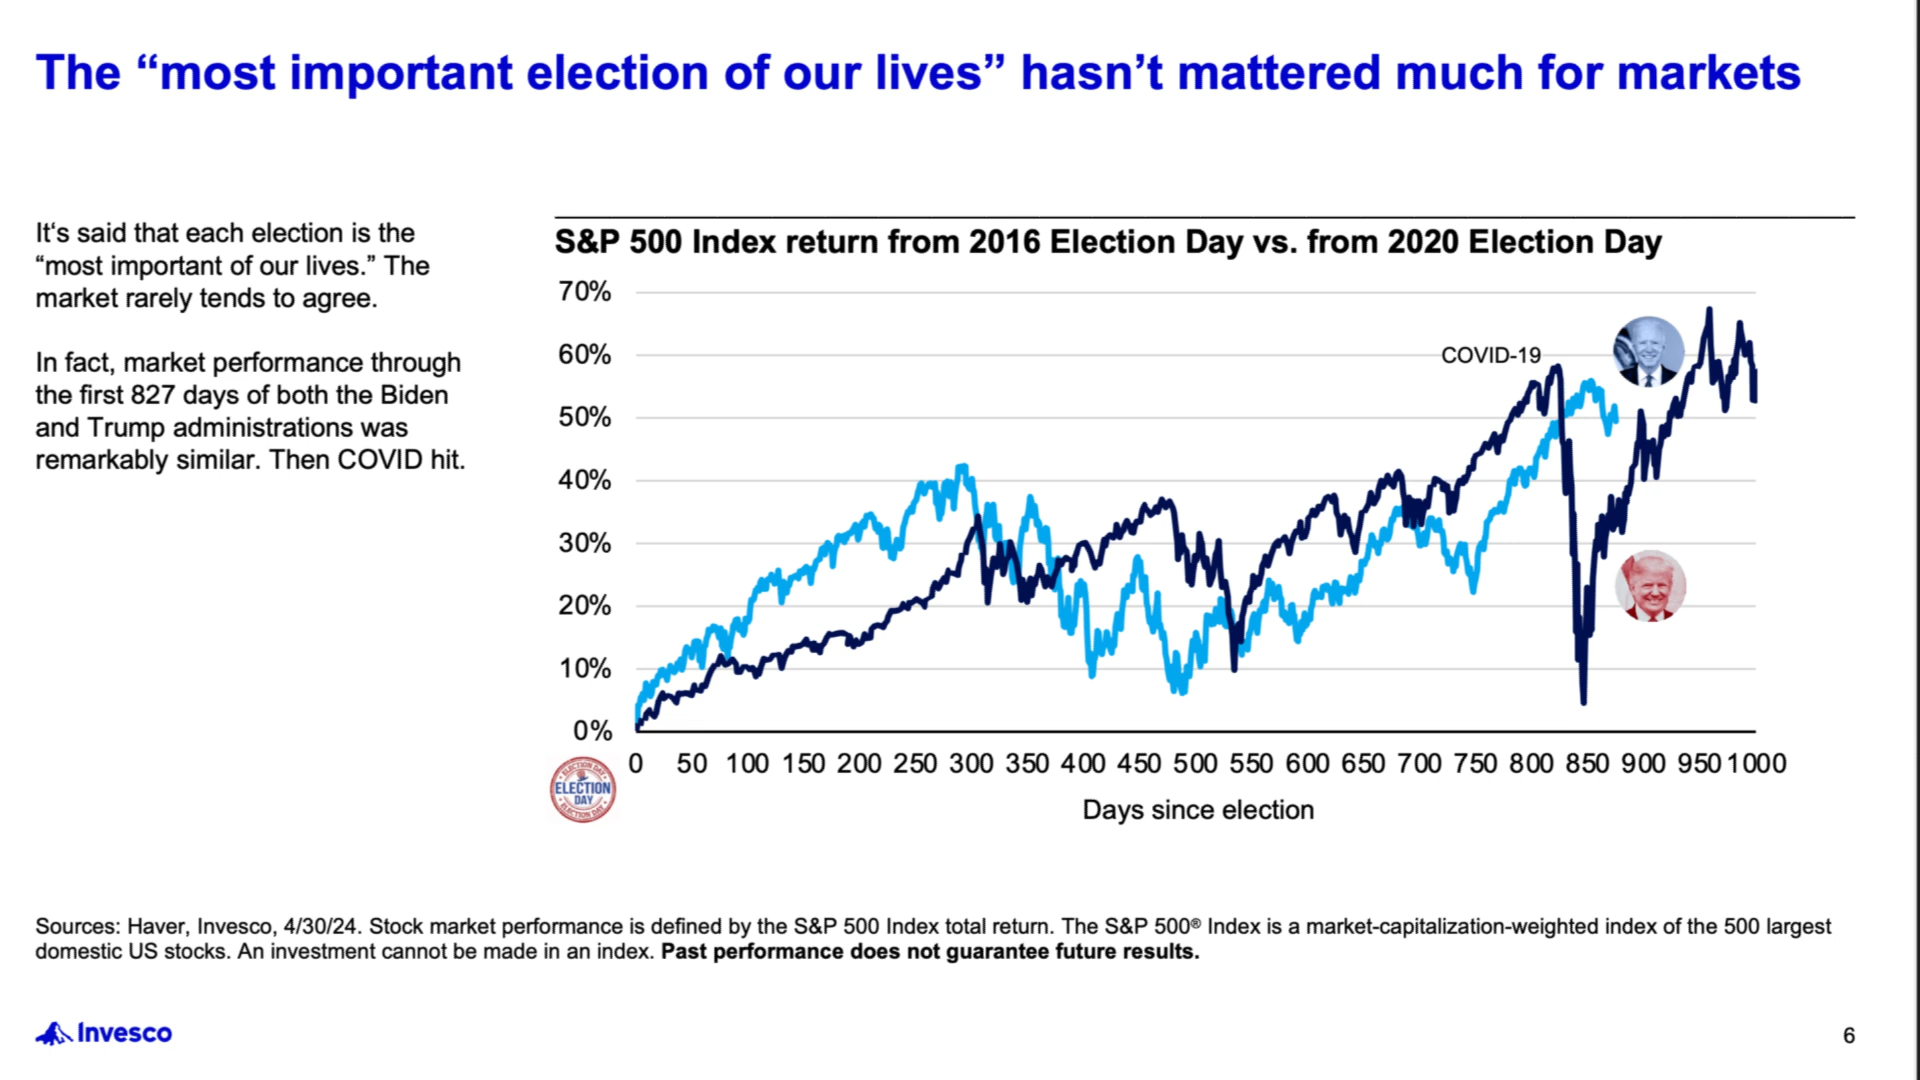 The “most important election of our lives” hasn’t mattered much for markets
It‘s said that each election is the
“most important of our lives.” The
market rarely tends to agree.
In fact, market performance through
the first 827 days of both the Biden
and Trump administrations was
remarkably similar. Then COVID hit.
S&P 500 Index return from 2016 Election Day vs. from 2020 Election Day
70%
60%
50%
40%
30%
20%
10%
0%
COVID-19
0 50 100 150 200 250 300 350 400 450 500 550 600 650 700 750 800 850 900 950 1000
Days since election
ELECTION DAY
ELECTION
DAY
ELECTION DAY
Sources: Haver, Invesco, 4/30/24. Stock market performance is defined by the S&P 500 Index total return. The S&P 500® Index is a market-capitalization-weighted index of the 500 largest
domestic US stocks. An investment cannot be made in an index. Past performance does not guarantee future results.
Invesco
6